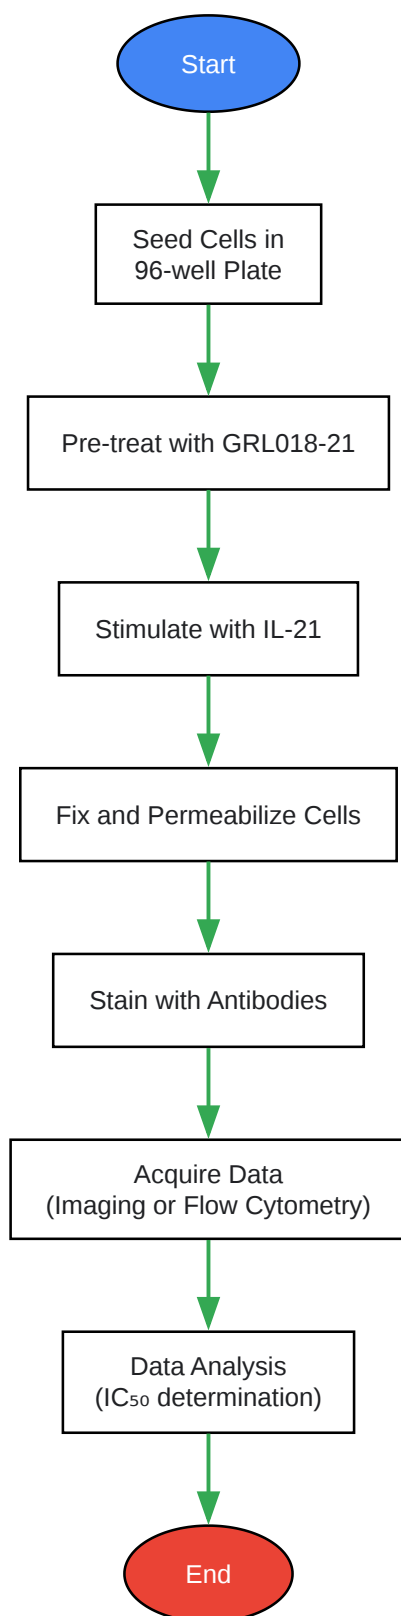 Start
Seed Cells in
96-well Plate
Pre-treat with GRL018-21
Stimulate with IL-21
Fix and Permeabilize Cells
Stain with Antibodies
Acquire Data
(Imaging or Flow Cytometry)
Data Analysis
(IC₅₀ determination)
End